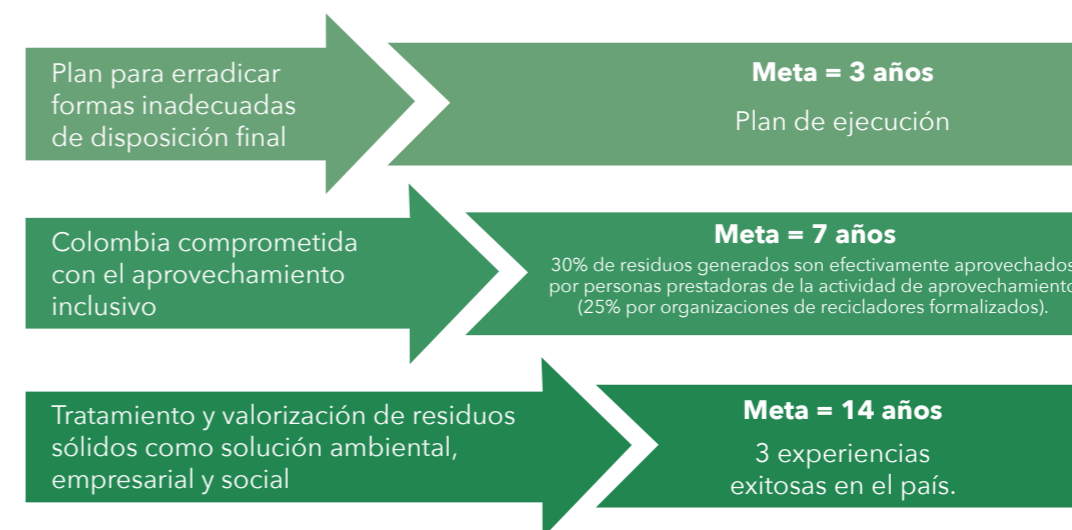 Plan para erradicar
formas inadecuadas
de disposición final
Meta = 3 años
Plan de ejecución
Colombia comprometida
con el aprovechamiento
inclusivo
Meta = 7 años
30% de residuos generados son efectivamente aprovechados
por personas prestadoras de la actividad de aprovechamiento
(25% por organizaciones de recicladores formalizados).
Tratamiento y valorización de residuos
sólidos como solución ambiental,
empresarial y social
Meta = 14 años
3 experiencias
exitosas en el país.